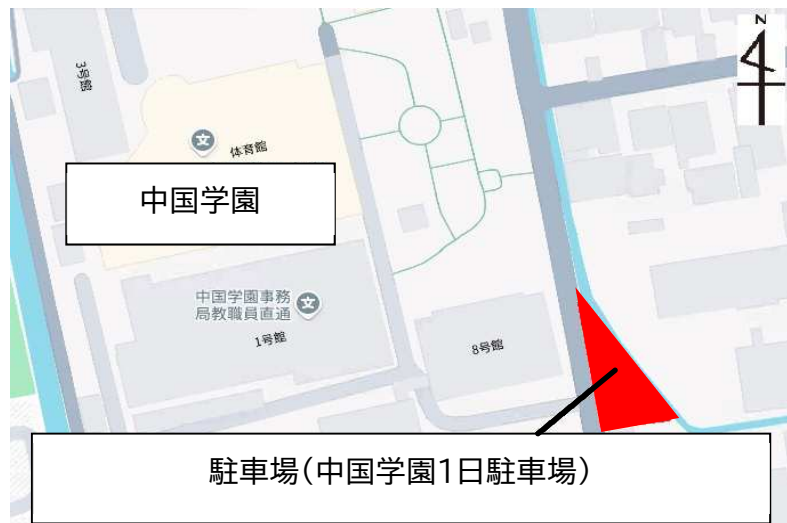 N
3号館
体育館
中国学園
中国学園事務
局教職員直通
1号館
8号館
駐車場(中国学園1日駐車場)